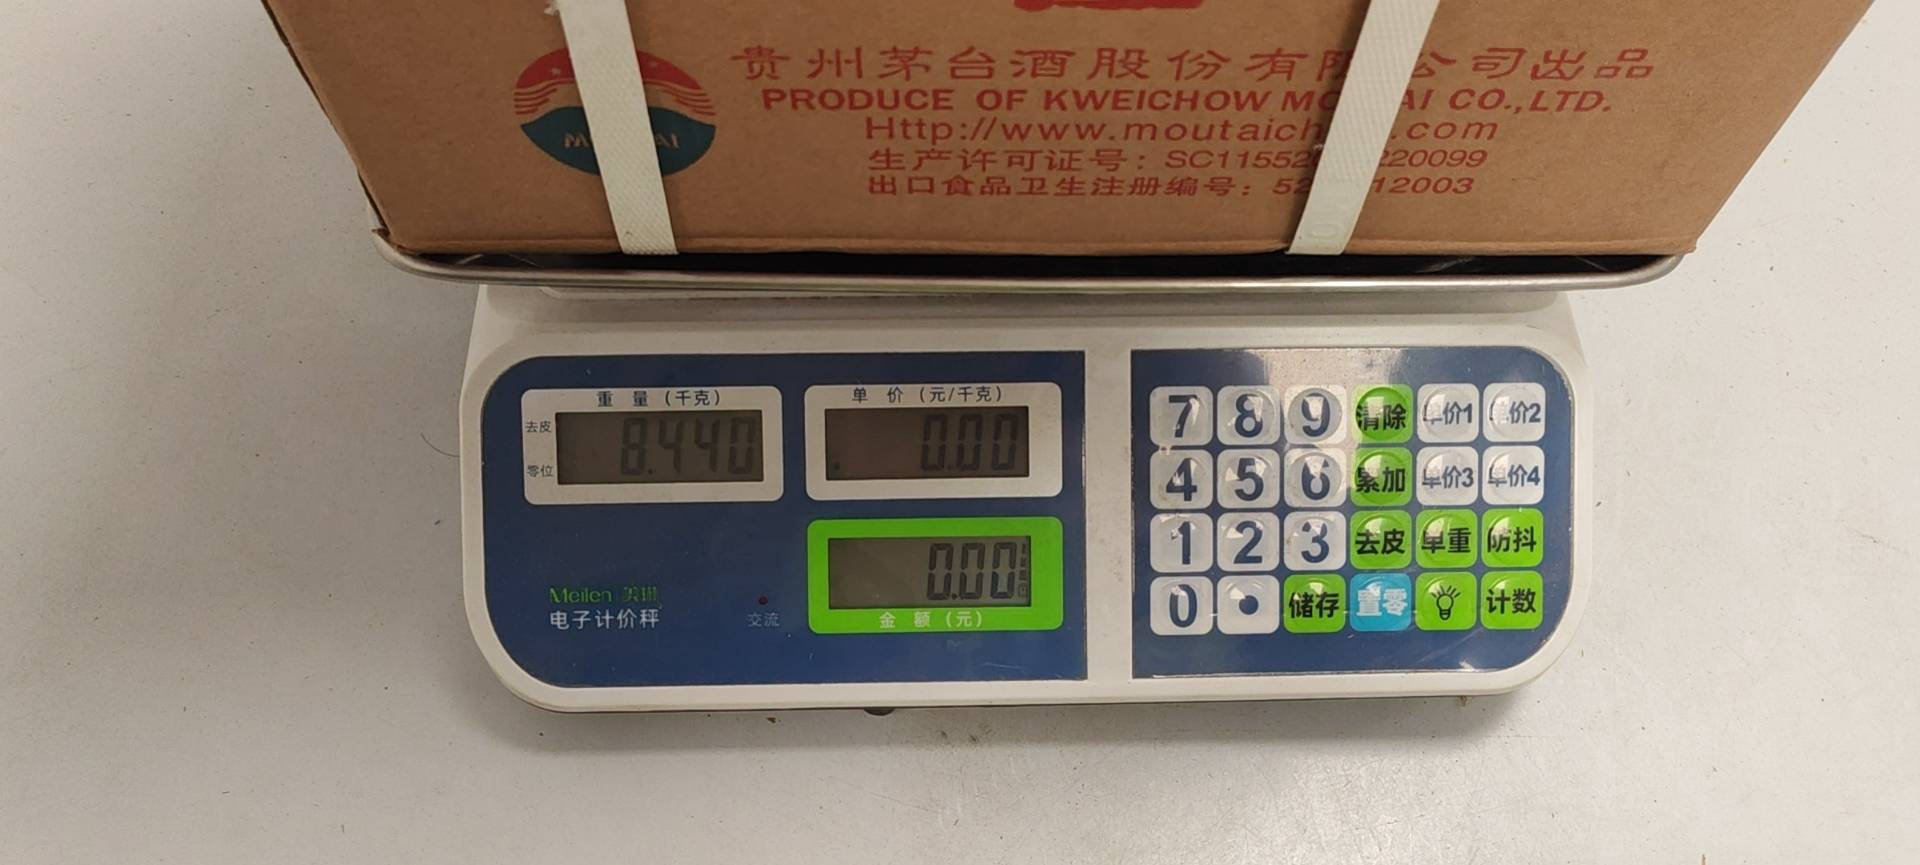 贵州茅台酒股份有 公司出品
PRODUCE OF KWEICHOW MO AI CO.,LTD.
Http://www.moutaich .com
生产许可证号: SC11552 20099
出口食品卫生注册编号: 52 12003
重 量 (千克)
单 价 (元/千克)
去皮
8.440
0.00
零位
0.00
金 额 (元)
Meilen
电子计价秤
交流
7 8 9 清除 单价1 单价2
4 5 6 累加 单价3 单价4
1 2 3 去皮 单重 防抖
0 • 储存 置零 计数